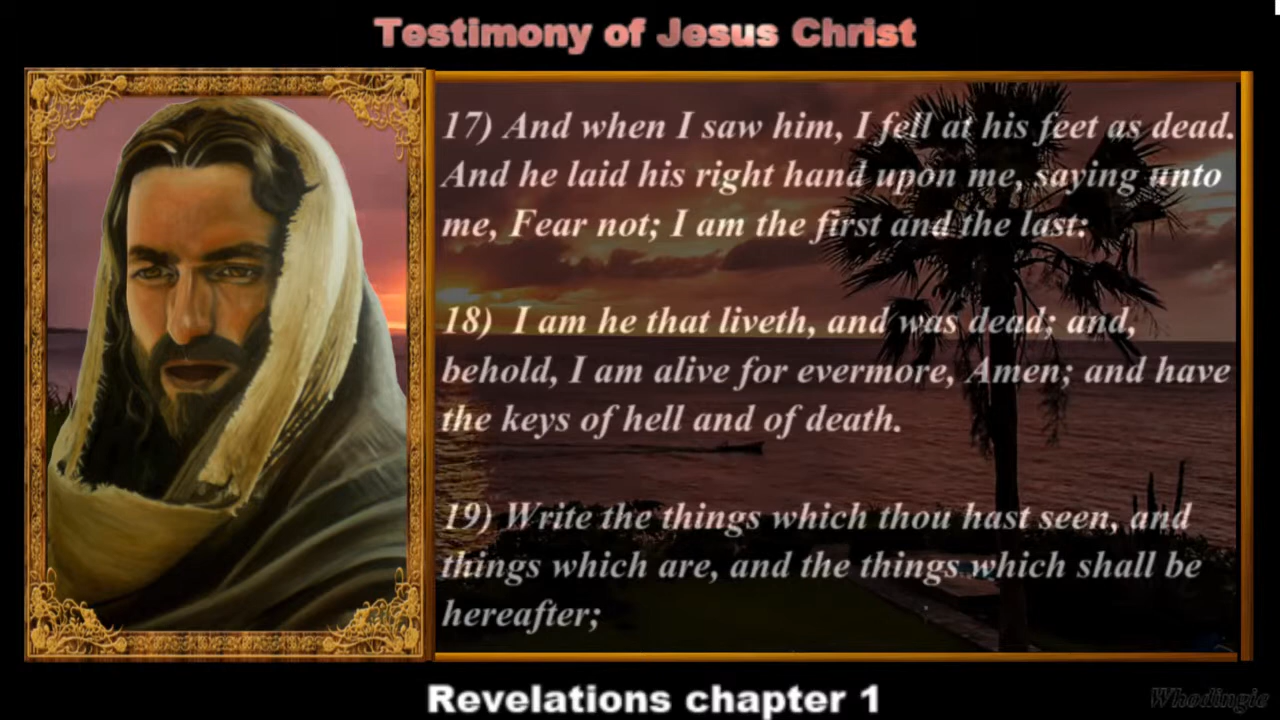 Testimony of Jesus Christ
17) And when I saw him, I fell at his feet as dead.
And he laid his right hand upon me, saying unto
me, Fear not; I am the first and the last:
18) I am he that liveth, and was dead; and,
behold, I am alive for evermore, Amen; and have
the keys of hell and of death.
19) Write the things which thou hast seen, and
things which are, and the things which shall be
hereafter;
Revelations chapter 1
Whodingie